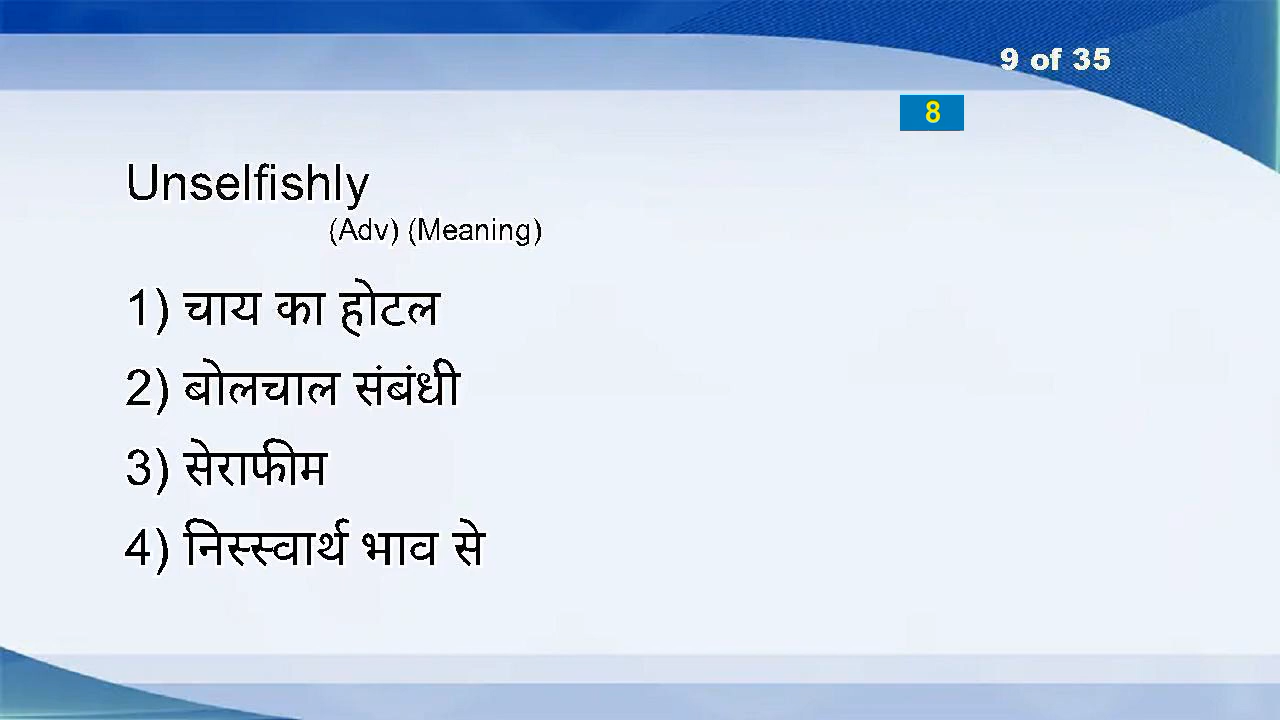 9 of 35
8
Unselfishly
(Adv) (Meaning)
1) चाय का होटल
2) बोलचाल संबंधी
3) सेराफीम
4) निस्स्वार्थ भाव से